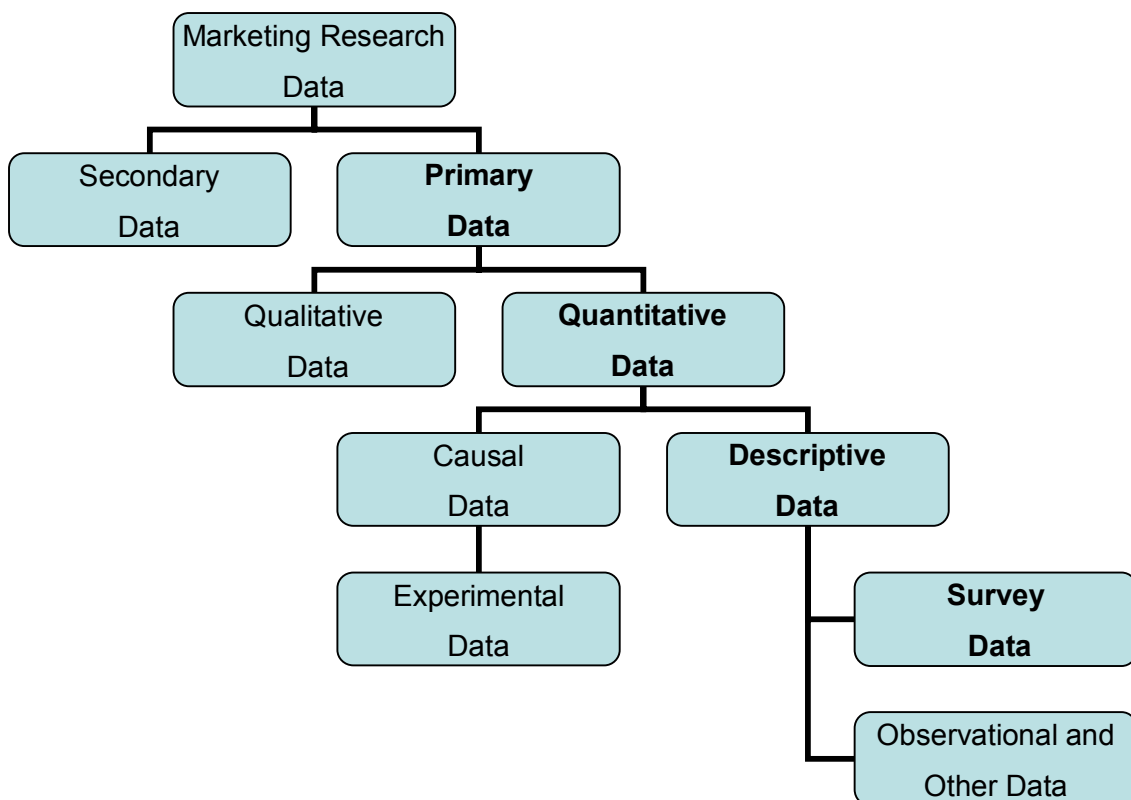 Marketing Research
Data
Secondary
Data
Primary
Data
Qualitative
Data
Quantitative
Data
Causal
Data
Descriptive
Data
Experimental
Data
Survey
Data
Observational and
Other Data